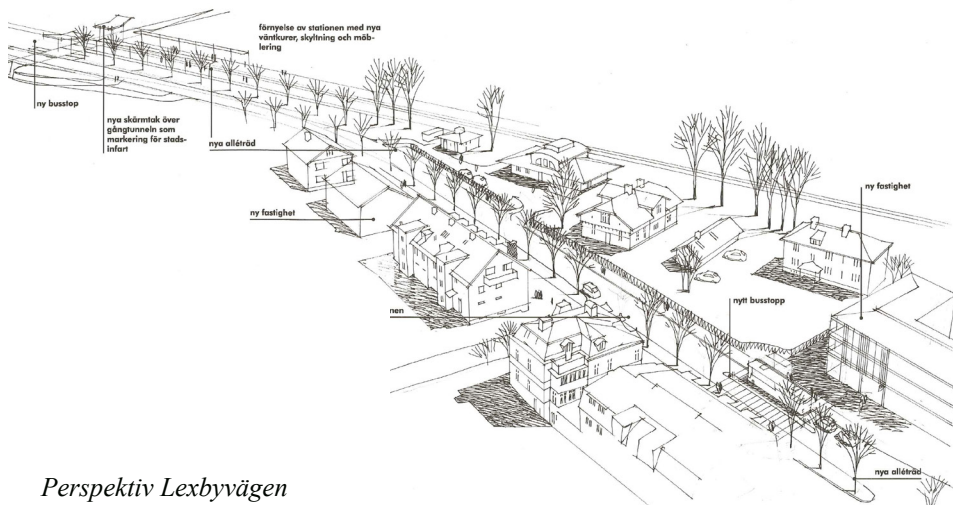 förnyelse av stationen med nya
väntkurer, skyltning och möb-
lering
ny busstop
nya skärmtak över
gångtunneln som
markering för stads-
infart
nya alléträd
ny fastighet
ny fastighet
nen
nytt busstopp
nya alléträd
Perspektiv Lexbyvägen